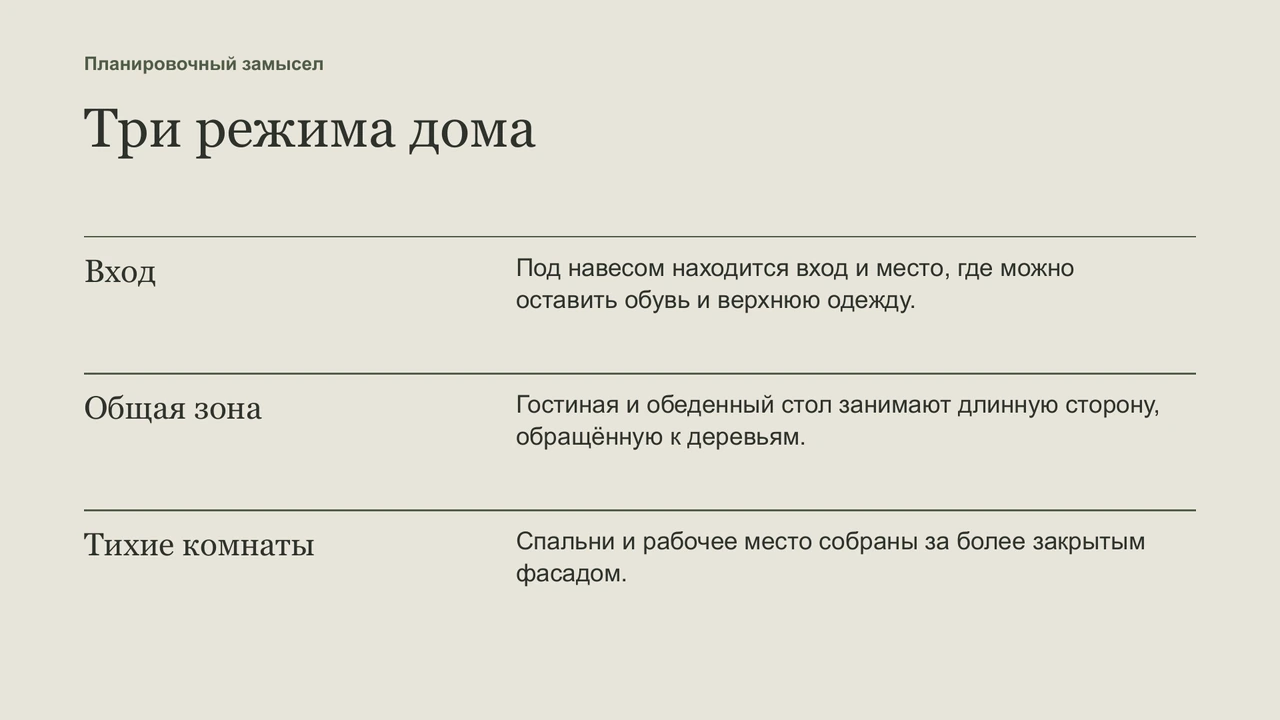 Планировочный замысел
Три режима дома
Вход
Под навесом находится вход и место, где можно
оставить обувь и верхнюю одежду.
Общая зона
Гостиная и обеденный стол занимают длинную сторону,
обращённую к деревьям.
Тихие комнаты
Спальни и рабочее место собраны за более закрытым
фасадом.